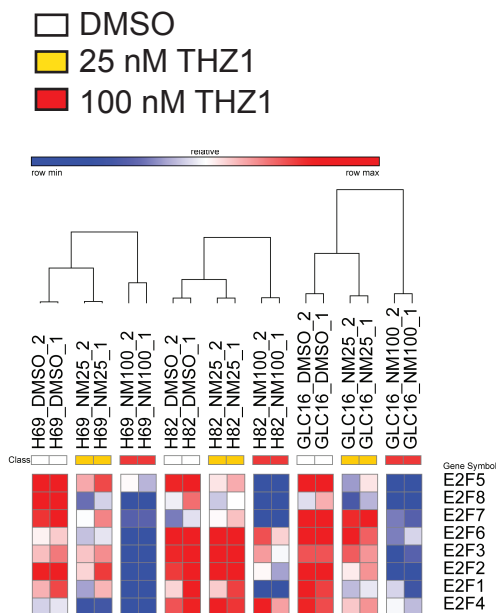 DMSO
25 nM THZ1
100 nM THZ1
relative
row min
row max
H69_DMSO_2
H69_DMSO_1
H69_NM25_2
H69_NM25_1
H69_NM100_2
H69_NM100_1
H82_DMSO_2
H82_DMSO_1
H82_NM25_2
H82_NM25_1
H82_NM100_2
H82_NM100_1
GLC16_DMSO_2
GLC16_DMSO_1
GLC16_NM25_2
GLC16_NM25_1
GLC16_NM100_2
GLC16_NM100_1
Class
Gene Symbol
E2F5
E2F8
E2F7
E2F6
E2F3
E2F2
E2F1
E2F4